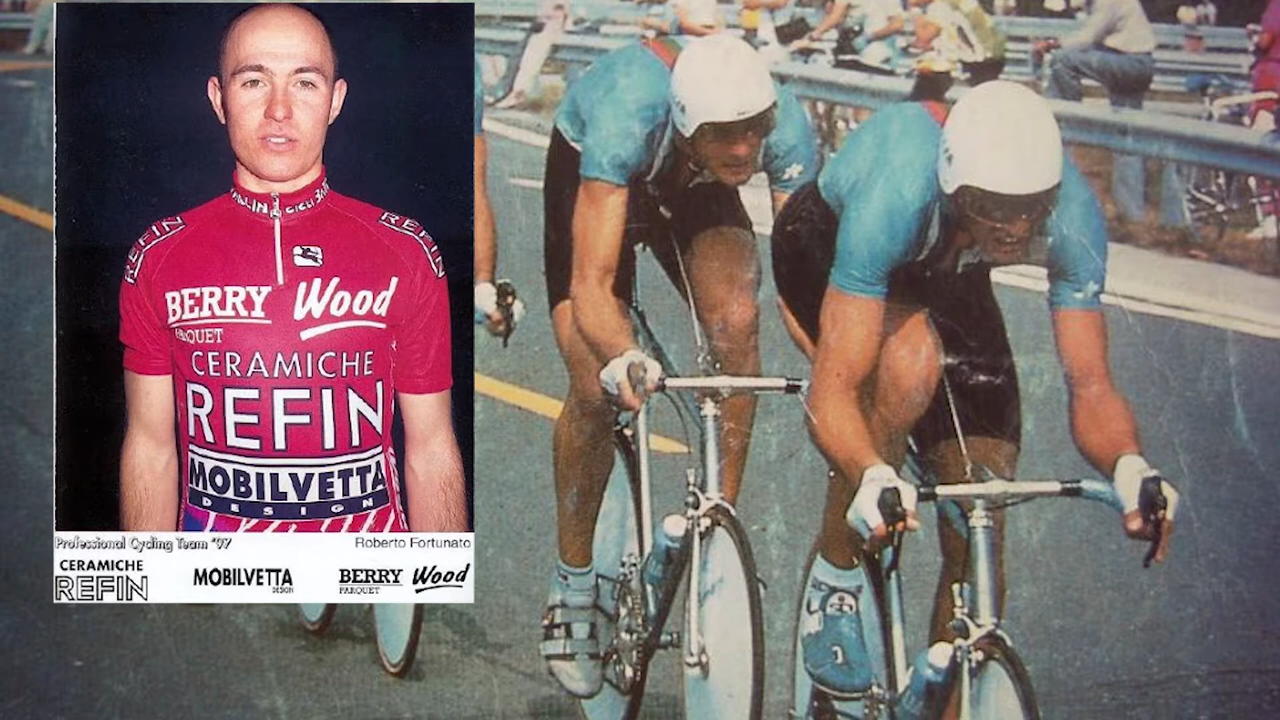 REFIN
REFIN
BERRY Wood
PARQUET
CERAMICHE
REFIN
MOBILVETTA
DESIGN
Professional Cycling Team '97 Roberto Fortunato
CERAMICHE
REFIN
MOBILVETTA
DESIGN
BERRY Wood
PARQUET